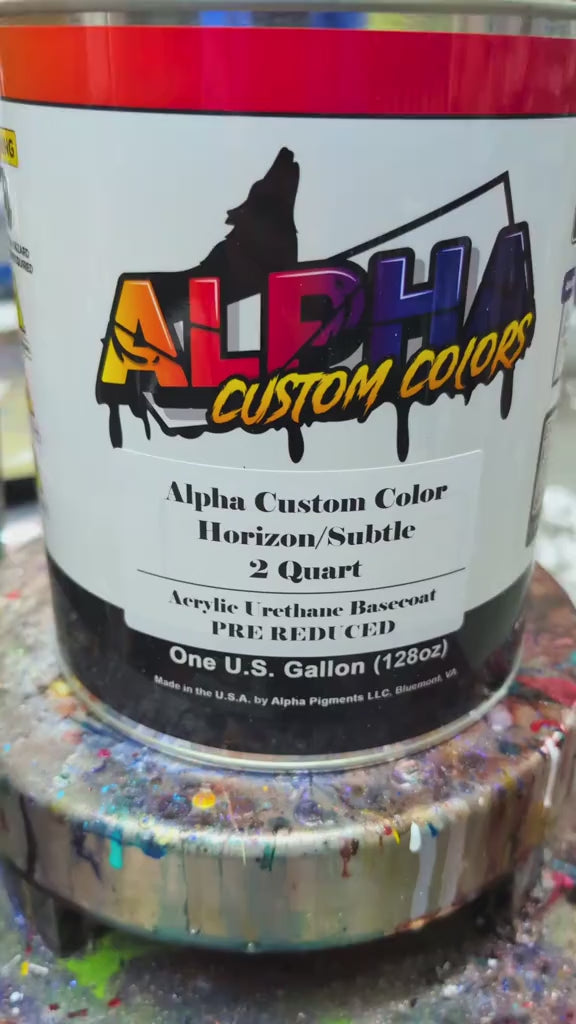 ALPHA
CUSTOM COLORS
Alpha Custom Color
Horizon/Subtle
2 Quart
Acrylic Urethane Basecoat
PRE REDUCED
One U.S. Gallon (128oz)
Made in the U.S.A. by Alpha Pigments LLC. Bluemont, VA